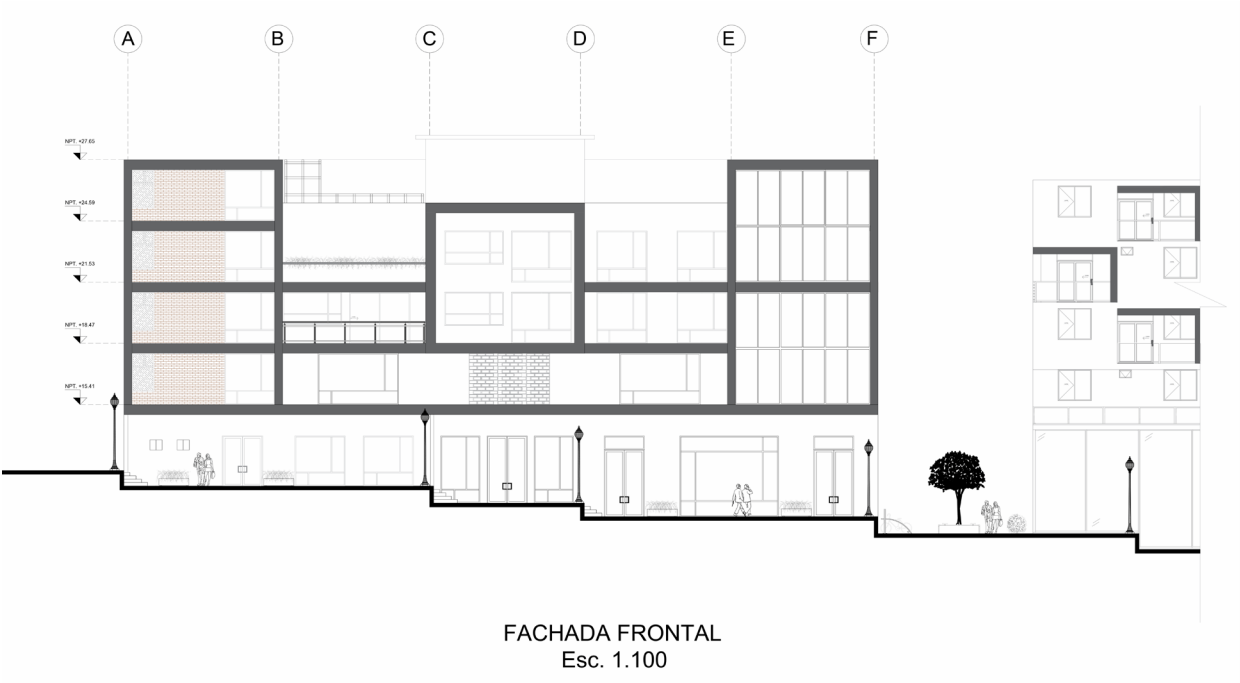 A B C D E F
NPT. +27.65
NPT. +24.59
NPT. +21.53
NPT. +18.47
NPT. +15.41
FACHADA FRONTAL
Esc. 1.100